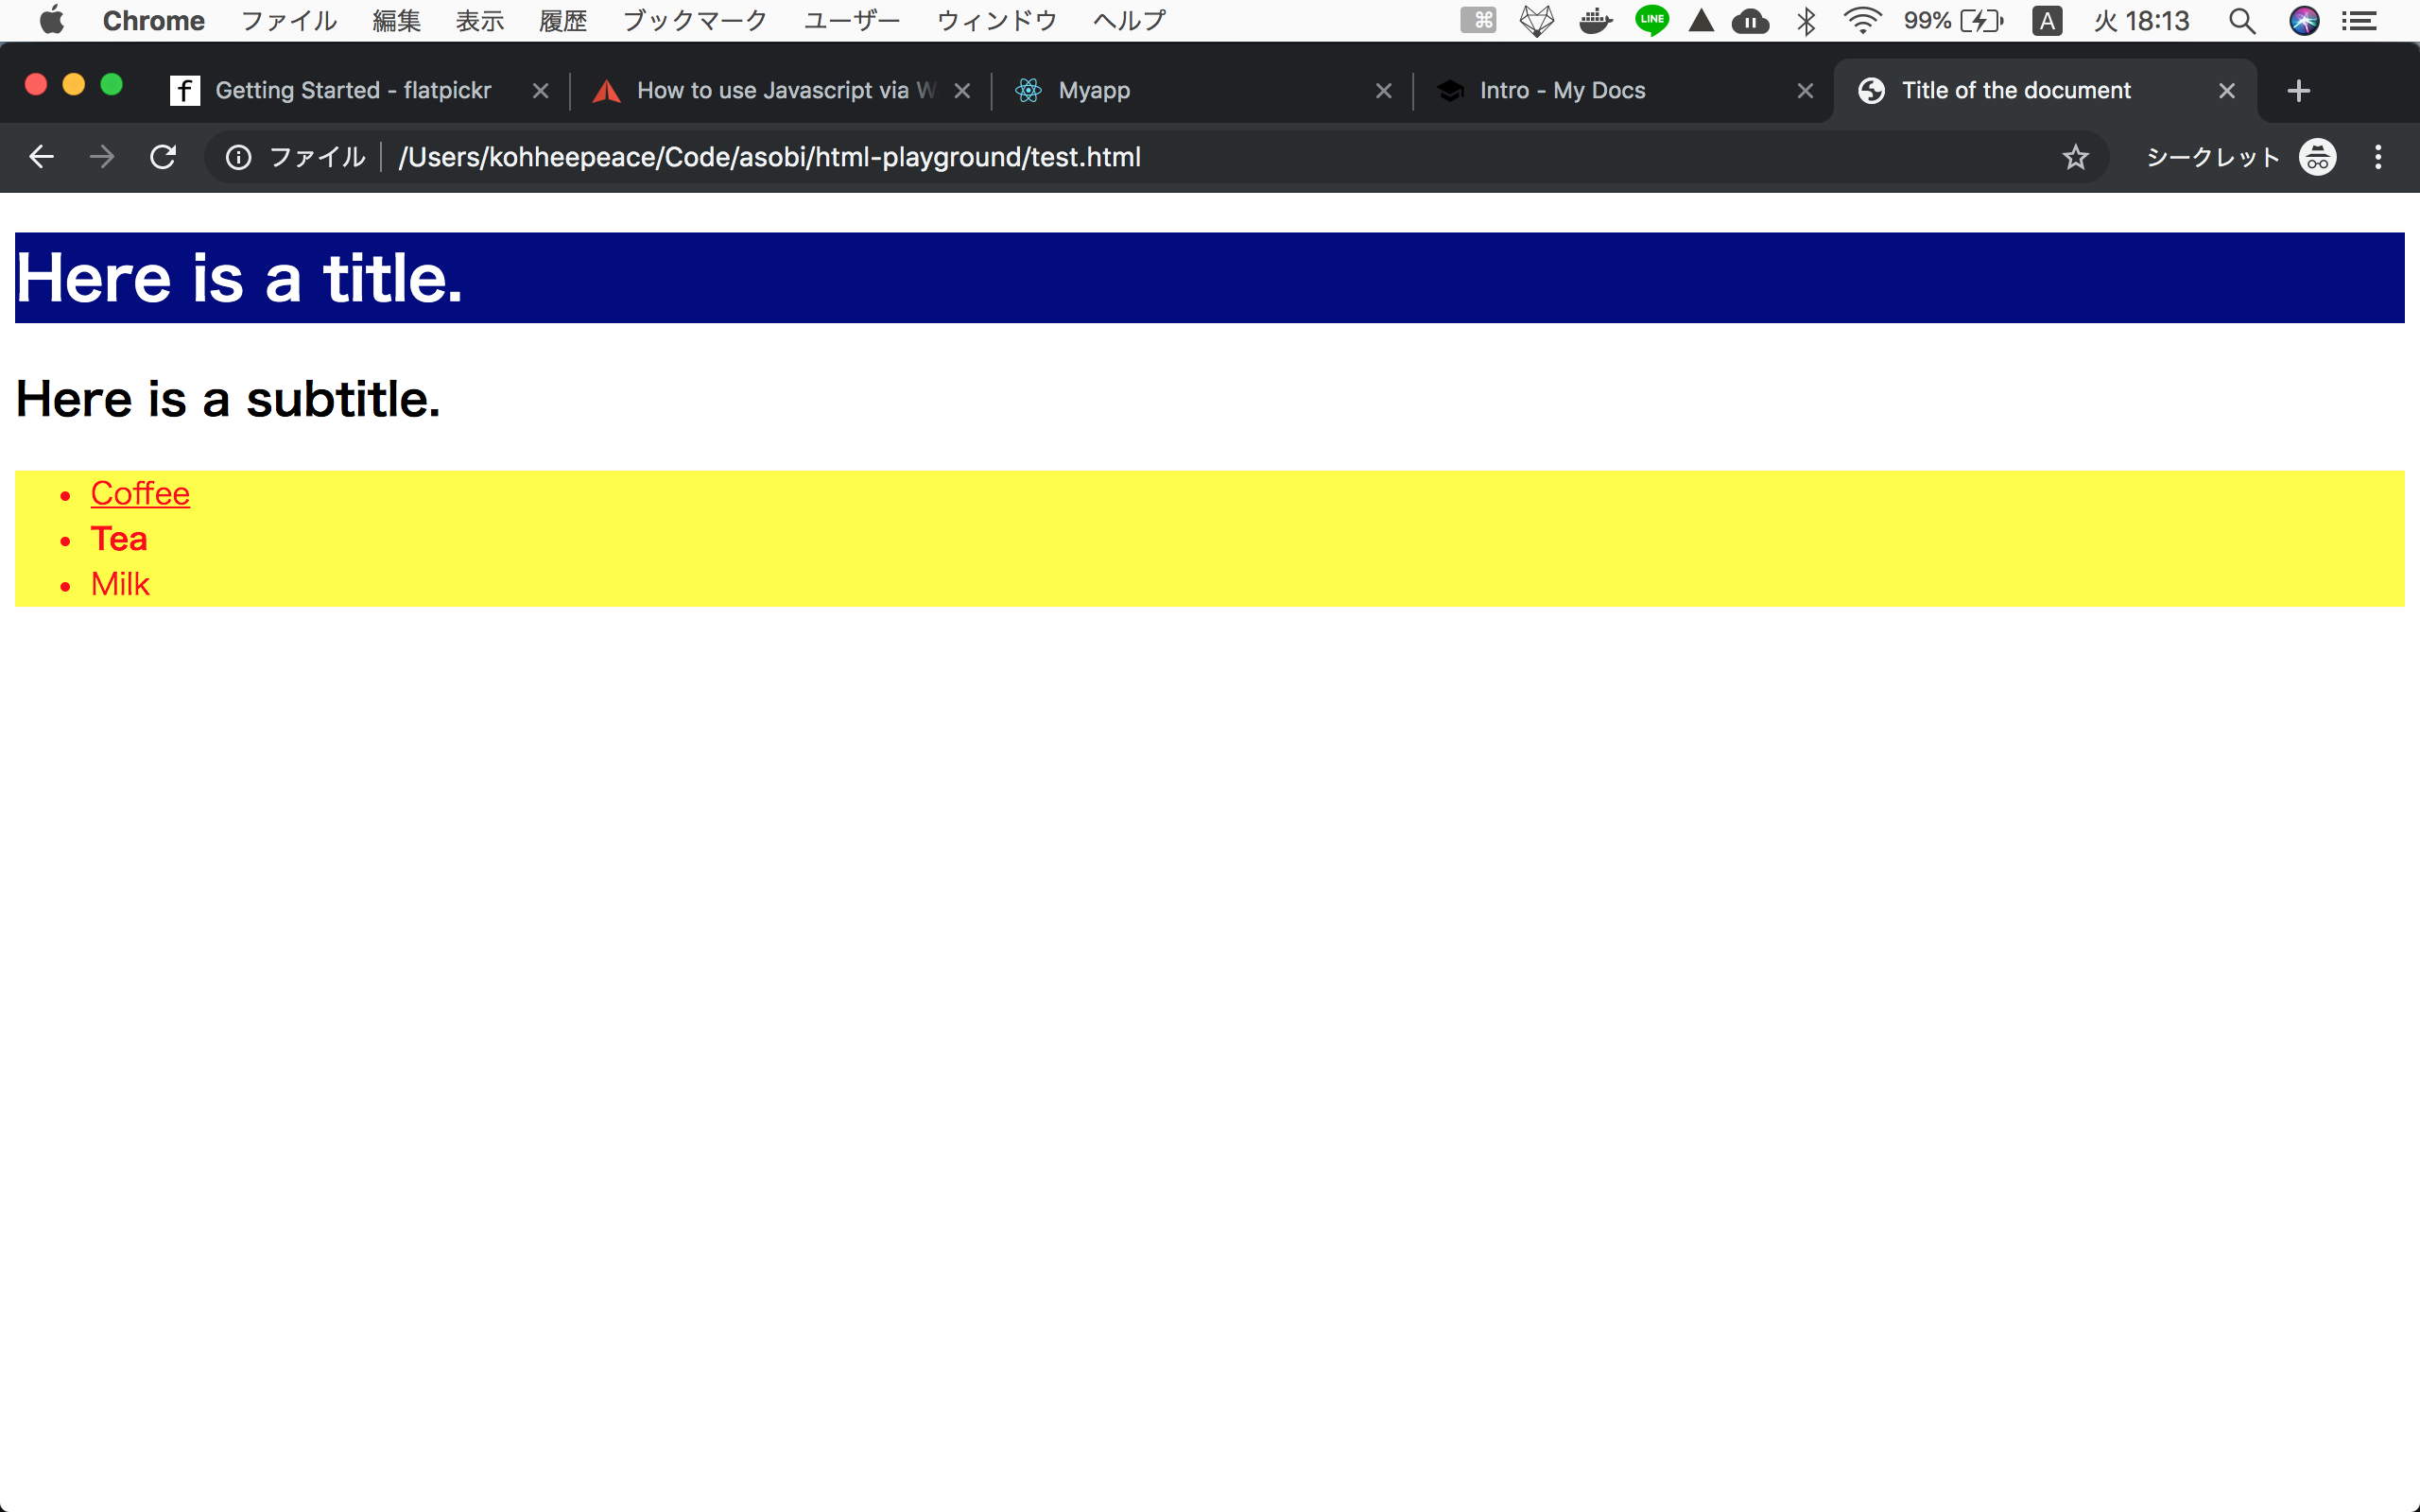 Chrome ファイル 編集 表示 履歴 ブックマーク ユーザー ウィンドウ ヘルプ ⌘ LINE 99% A 火 18:13
f Getting Started - flatpickr How to use Javascript via W Myapp Intro - My Docs Title of the document
ファイル /Users/kohheepeace/Code/asobi/html-playground/test.html シークレット
Here is a title.
Here is a subtitle.
• Coffee
• Tea
• Milk